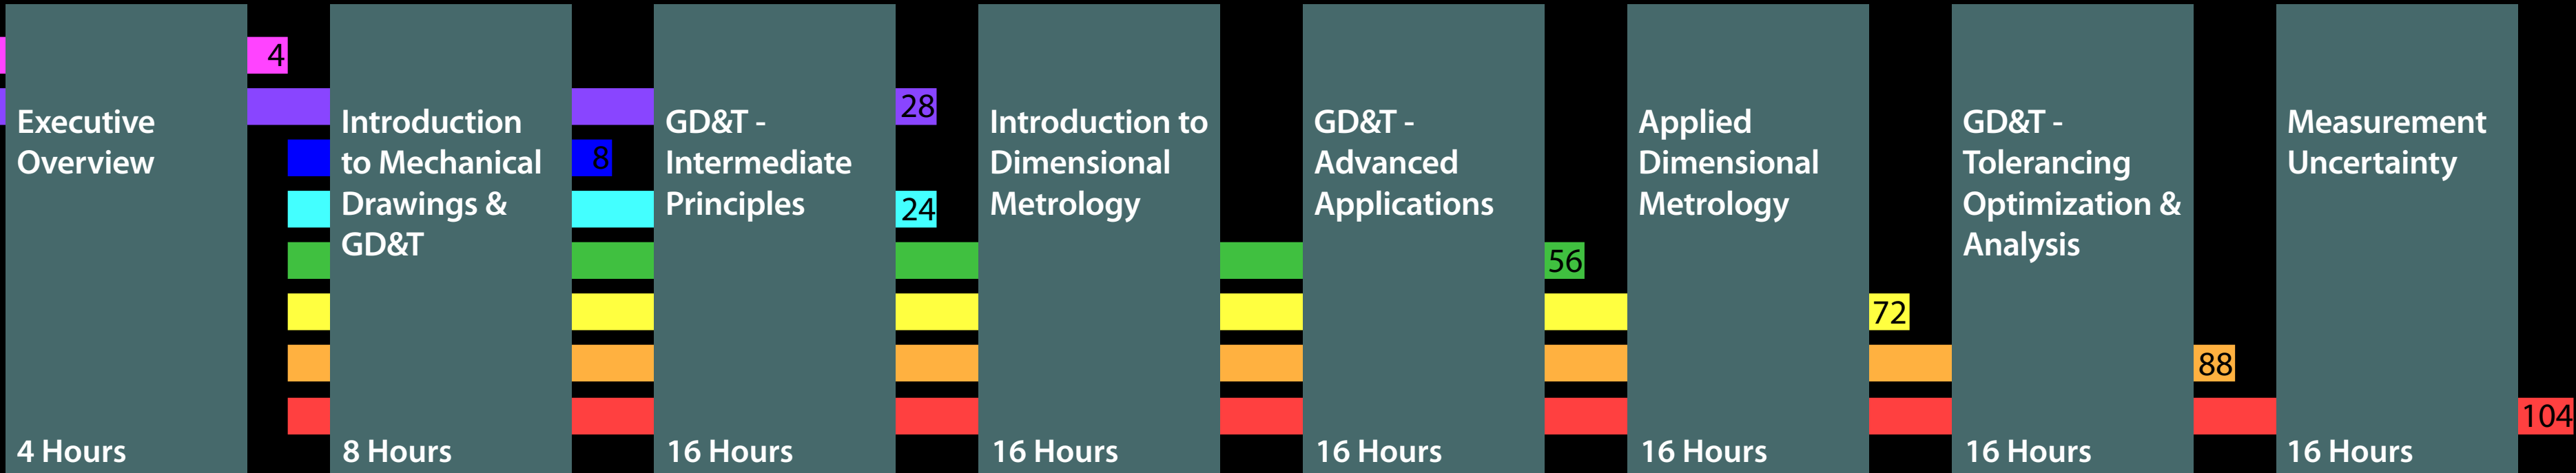 Executive
Overview
4 Hours
4
Introduction
to Mechanical
Drawings &
GD&T
8 Hours
8
GD&T -
Intermediate
Principles
16 Hours
28
24
Introduction to
Dimensional
Metrology
16 Hours
GD&T -
Advanced
Applications
16 Hours
56
Applied
Dimensional
Metrology
16 Hours
72
GD&T -
Tolerancing
Optimization &
Analysis
16 Hours
88
Measurement
Uncertainty
16 Hours
104